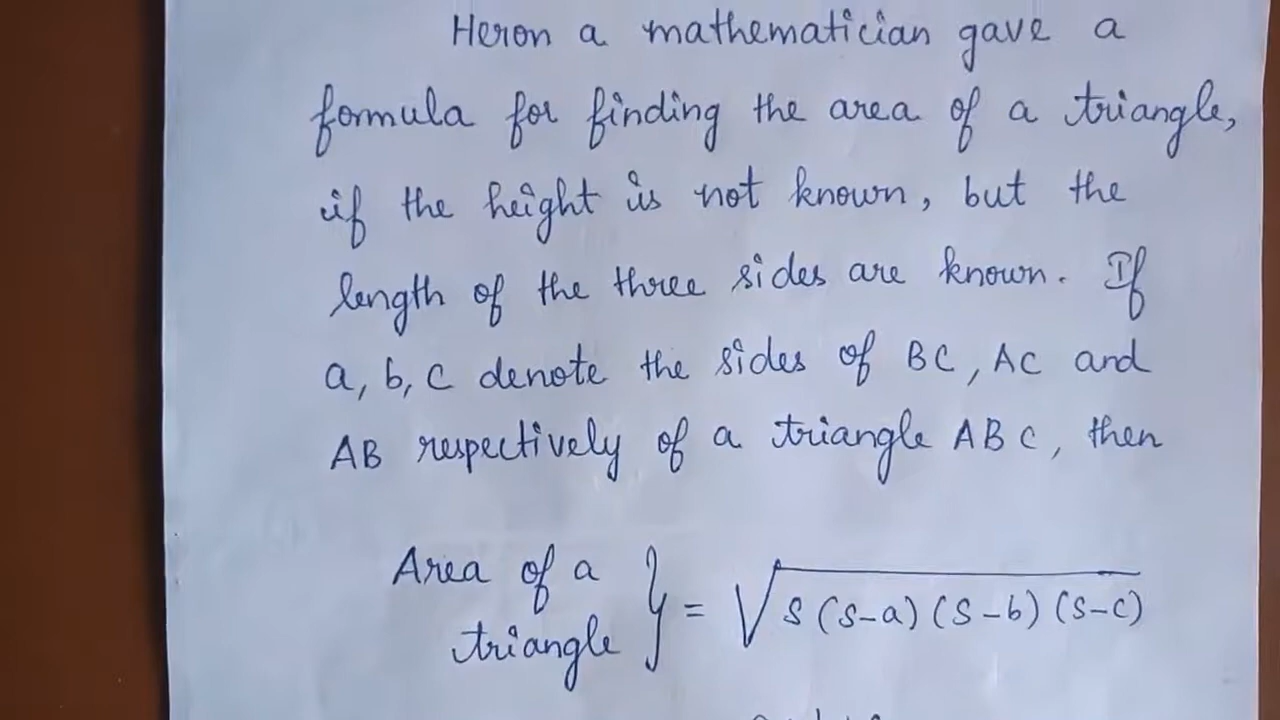 Heron a mathematician gave a
formula for finding the area of a triangle,
if the height is not known, but the
length of the three sides are known. If
a, b, c denote the sides of BC, AC and
AB respectively of a triangle ABC, then
Area of a
triangle } = √s(s-a)(s-b)(s-c)